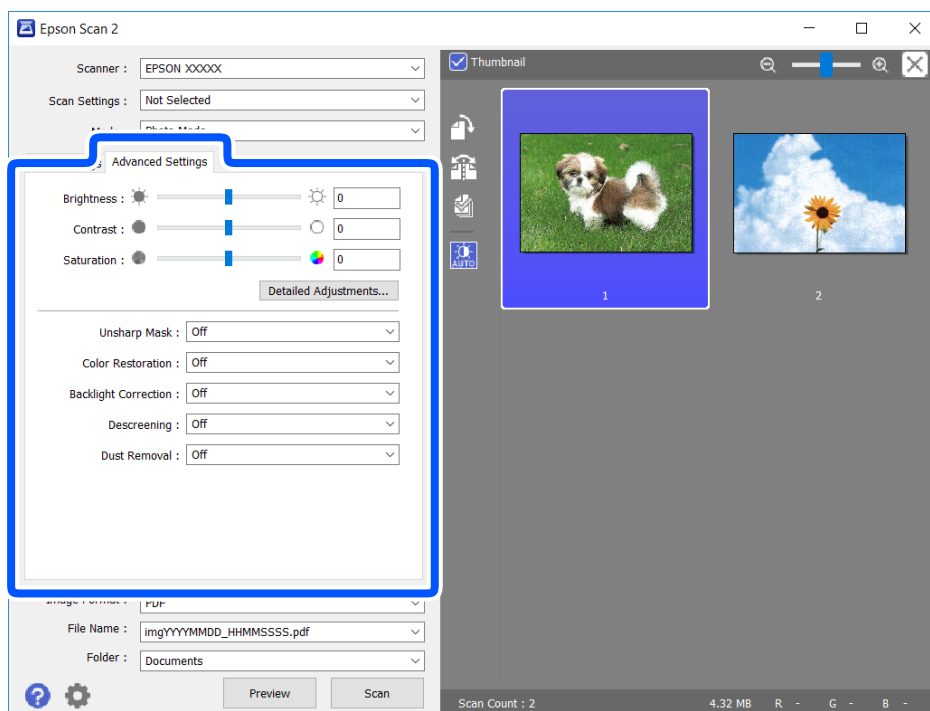 Epson Scan 2
Scanner : EPSON XXXXX
Scan Settings : Not Selected
Advanced Settings
Brightness : 0
Contrast : 0
Saturation : 0
Detailed Adjustments...
Unsharp Mask : Off
Color Restoration : Off
Backlight Correction : Off
Descreening : Off
Dust Removal : Off
Image Format : PDF
File Name : imgYYYYMMDD_HHMMSSSS.pdf
Folder : Documents
? Preview Scan
Thumbnail
AUTO
1 2
Scan Count : 2 4.32 MB R - G - B -